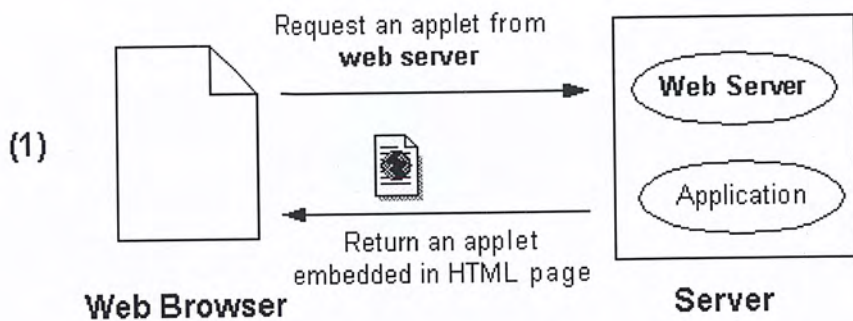 Request an applet from
web server
Web Server
(1)
Application
Return an applet
embedded in HTML page
Web Browser
Server